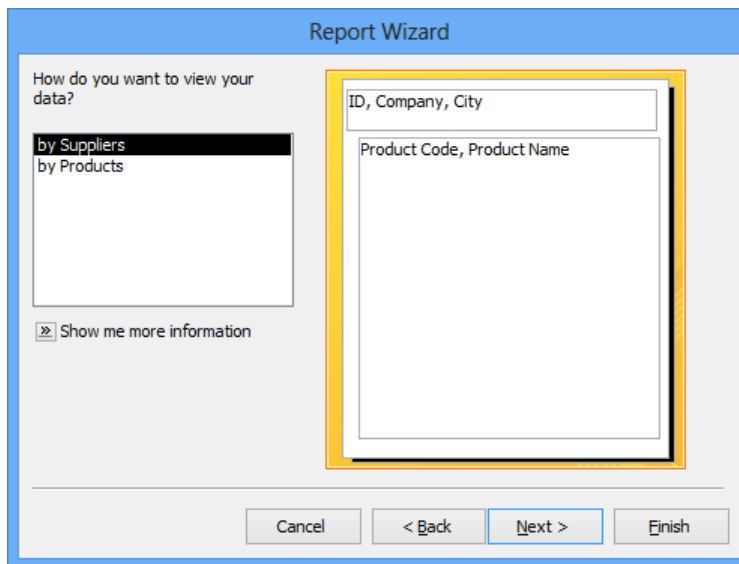 Report Wizard
How do you want to view your
data?
by Suppliers
by Products
» Show me more information
ID, Company, City
Product Code, Product Name
Cancel
< Back
Next >
Finish